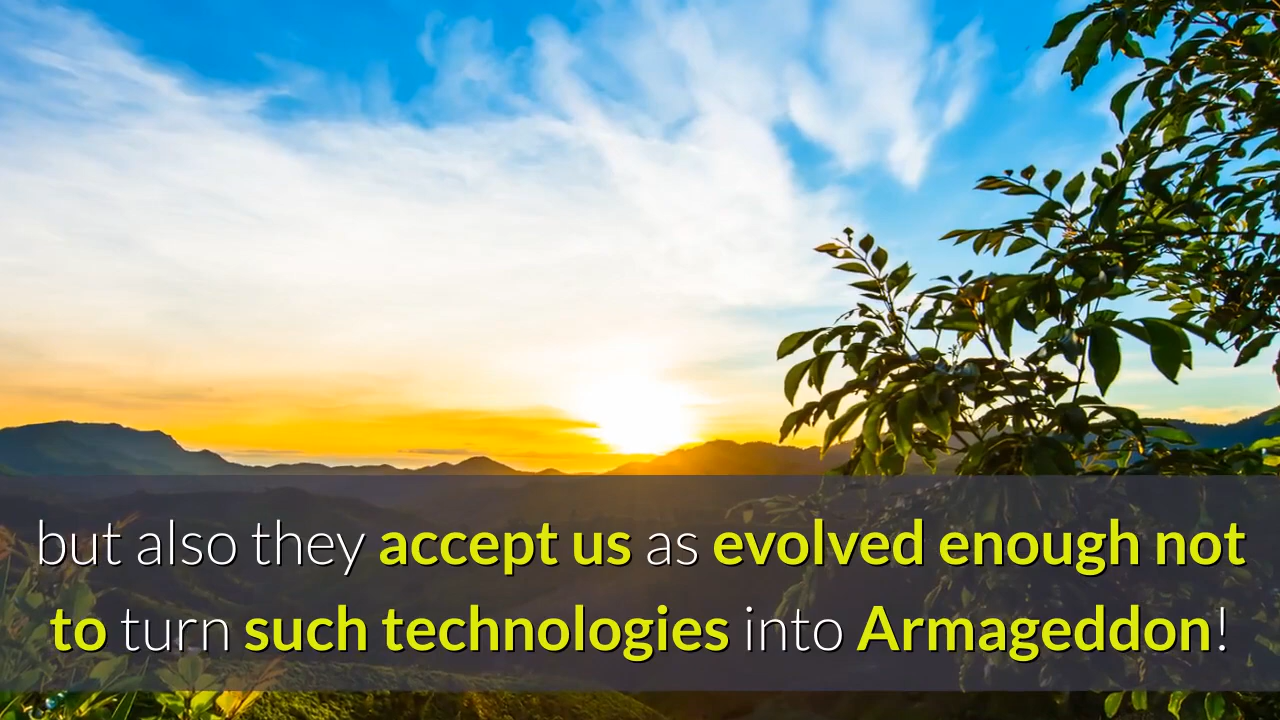 but also they accept us as evolved enough not
to turn such technologies into Armageddon!